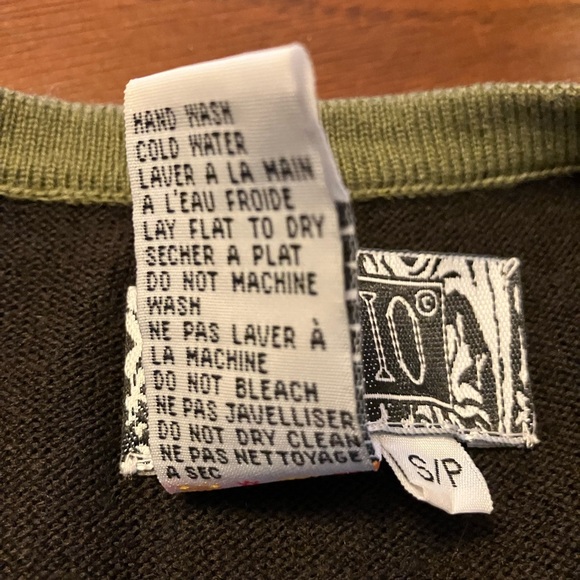 HAND WASH
COLD WATER
LAVER A LA MAIN
A L'EAU FROIDE
LAY FLAT TO DRY
SECHER A PLAT
DO NOT MACHINE
WASH
NE PAS LAVER À
LA MACHINE
DO NOT BLEACH
NE PAS JAVELLISER
DO NOT DRY CLEAN
NE PAS NETTOYAGE
A SEC
IO©
S/P